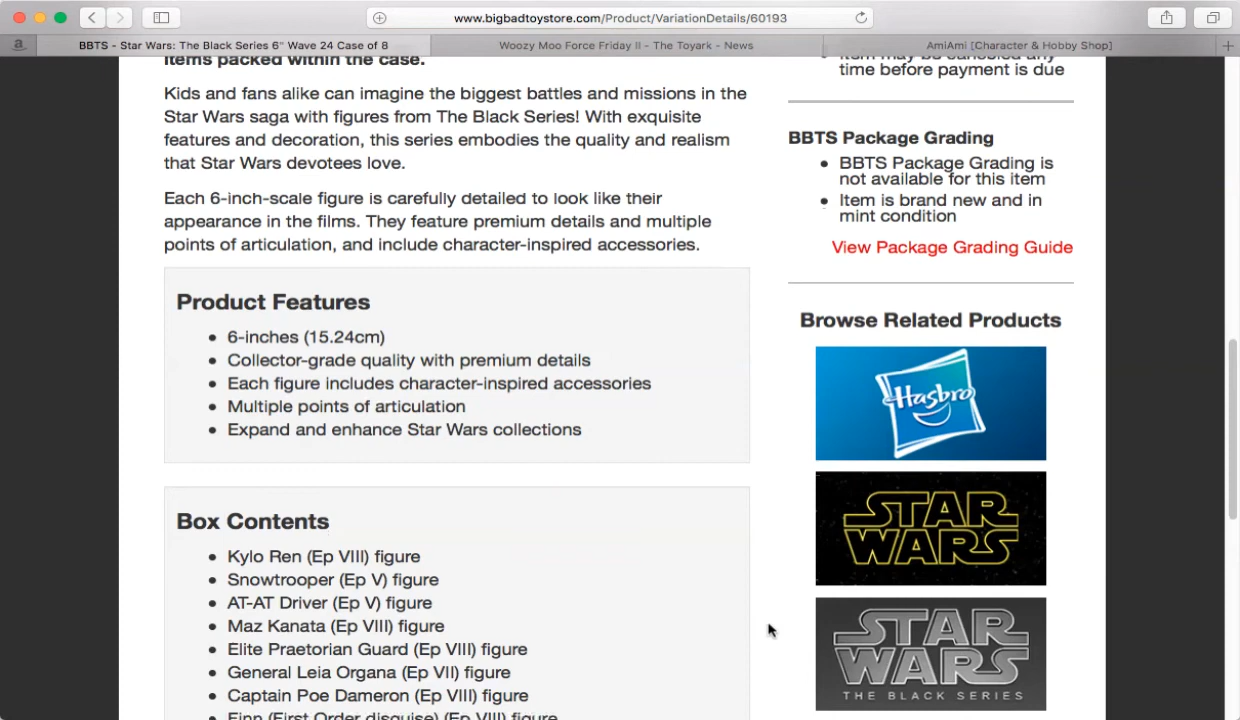 www.bigbadtoystore.com/Product/VariationDetails/60193
BBTS - Star Wars: The Black Series 6" Wave 24 Case of 8
Woozy Moo Force Friday II - The Toyark - News
AmiAmi [Character & Hobby Shop]
items packed within the case.
Kids and fans alike can imagine the biggest battles and missions in the
Star Wars saga with figures from The Black Series! With exquisite
features and decoration, this series embodies the quality and realism
that Star Wars devotees love.
Each 6-inch-scale figure is carefully detailed to look like their
appearance in the films. They feature premium details and multiple
points of articulation, and include character-inspired accessories.
Product Features
• 6-inches (15.24cm)
• Collector-grade quality with premium details
• Each figure includes character-inspired accessories
• Multiple points of articulation
• Expand and enhance Star Wars collections
Box Contents
• Kylo Ren (Ep VIII) figure
• Snowtrooper (Ep V) figure
• AT-AT Driver (Ep V) figure
• Maz Kanata (Ep VIII) figure
• Elite Praetorian Guard (Ep VIII) figure
• General Leia Organa (Ep VII) figure
• Captain Poe Dameron (Ep VIII) figure
• Finn (First Order disguise) (Ep VIII) figure
• Item may be canceled any
time before payment is due
BBTS Package Grading
• BBTS Package Grading is
not available for this item
• Item is brand new and in
mint condition
View Package Grading Guide
Browse Related Products
Hasbro
STAR
WARS
STAR
WARS
THE BLACK SERIES